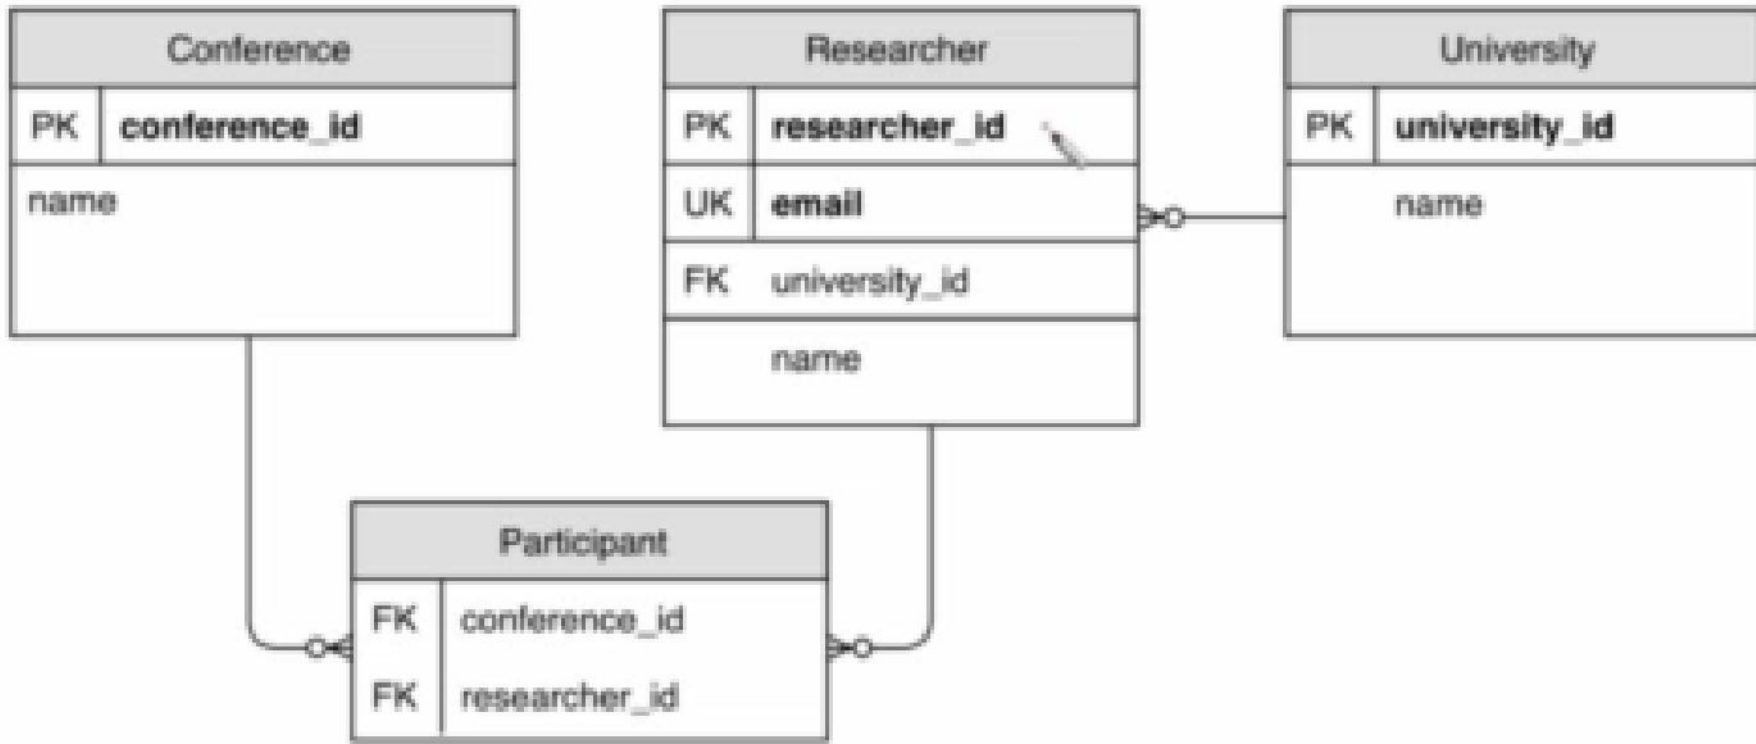 Conference
PK conference_id
name
Researcher
PK researcher_id
UK email
FK university_id
name
University
PK university_id
name
Participant
FK conference_id
FK researcher_id